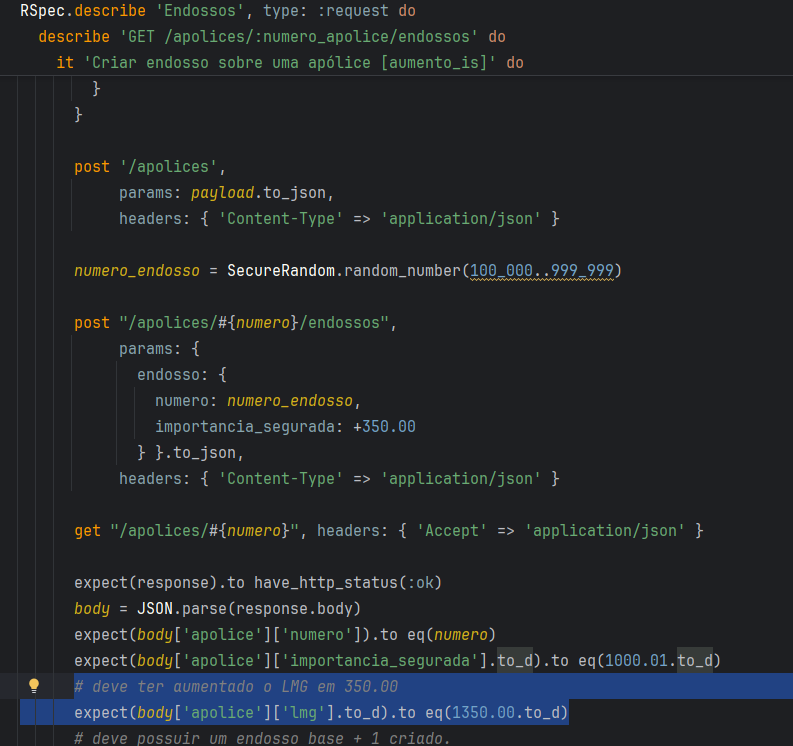 RSpec.describe 'Endossos', type: :request do
describe 'GET /apolices/:numero_apolice/endossos' do
it 'Criar endosso sobre uma apólice [aumento_is]' do
}
}
post '/apolices',
params: payload.to_json,
headers: { 'Content-Type' => 'application/json' }
numero_endosso = SecureRandom.random_number(100_000..999_999)
post "/apolices/#{numero}/endossos",
params: {
endosso: {
numero: numero_endosso,
importancia_segurada: +350.00
} }.to_json,
headers: { 'Content-Type' => 'application/json' }
get "/apolices/#{numero}", headers: { 'Accept' => 'application/json' }
expect(response).to have_http_status(:ok)
body = JSON.parse(response.body)
expect(body['apolice']['numero']).to eq(numero)
expect(body['apolice']['importancia_segurada'].to_d).to eq(1000.01.to_d)
# deve ter aumentado o LMG em 350.00
expect(body['apolice']['lmg'].to_d).to eq(1350.00.to_d)
# deve possuir um endosso base + 1 criado.